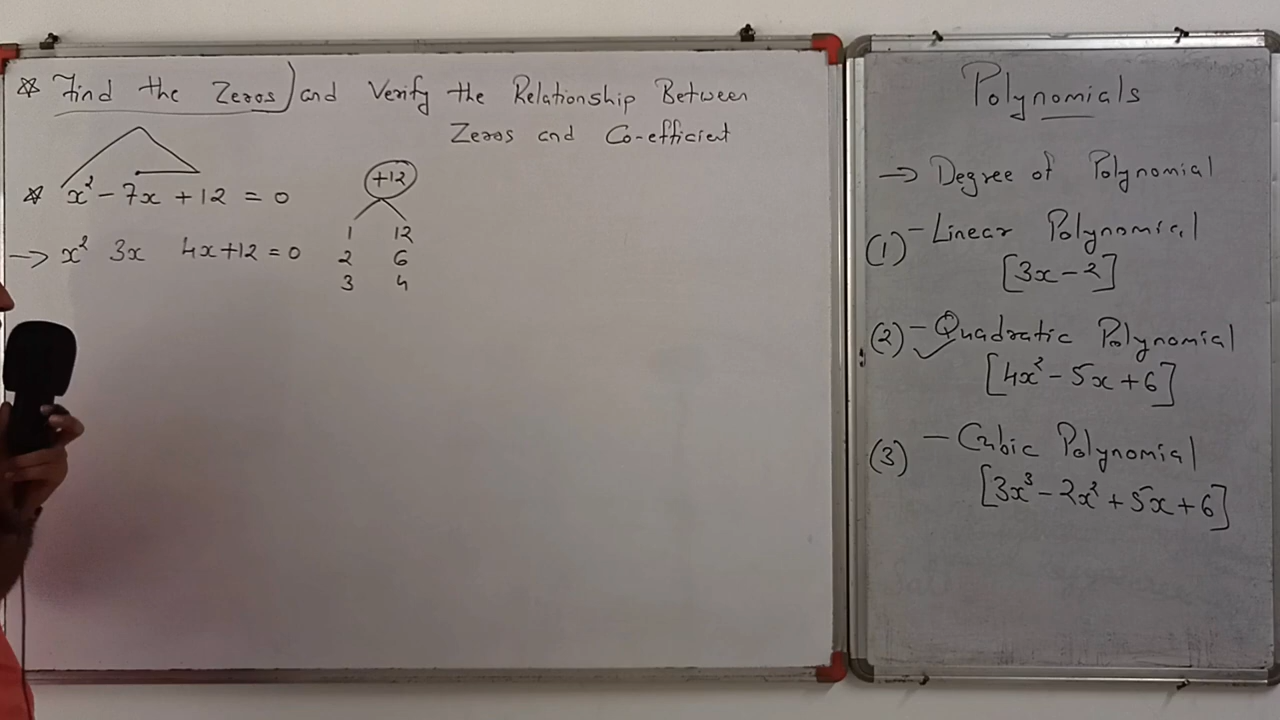 ☆ Find the Zeros) and Verify the Relationship Between
Zeros and Co-efficient
☆ x² - 7x + 12 = 0
→ x² 3x 4x+12 = 0
+12
1 12
2 6
3 4
Polynomials
→ Degree of Polynomial
(1) - Linear Polynomial
[3x-2]
(2) - Quadratic Polynomial
[4x² - 5x + 6]
(3) - Cubic Polynomial
[3x³ - 2x² + 5x + 6]